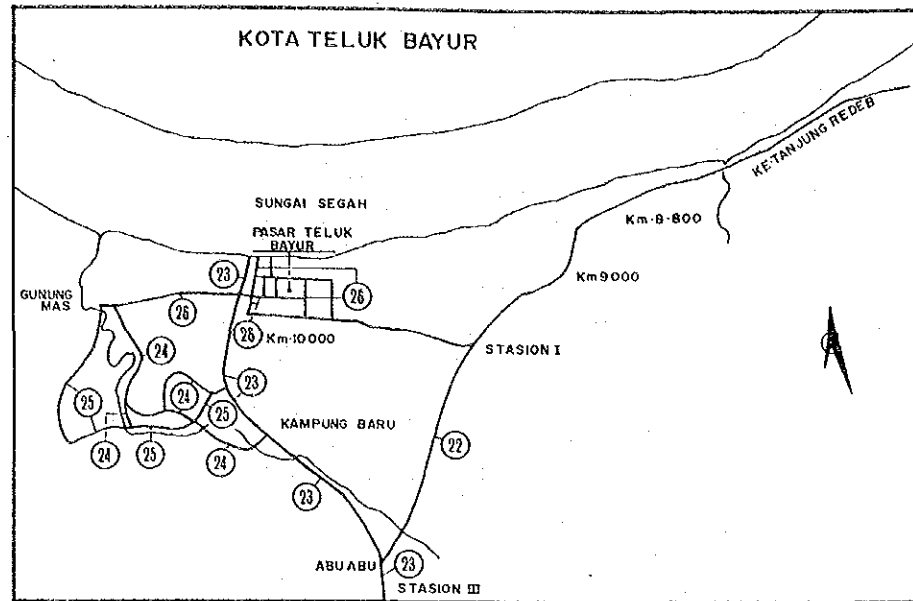 KOTA TELUK BAYUR
KE-TANJUNG REDEB
SUNGAI SEGAH
Km-8-800
PASAR TELUK
BAYUR
23
Km 9000
GUNUNG
MAS
26
26
26
Km-10000
STASION I
24
23
24
25
25
KAMPUNG BARU
22
24
25
24
23
ABU ABU
23
STASION III